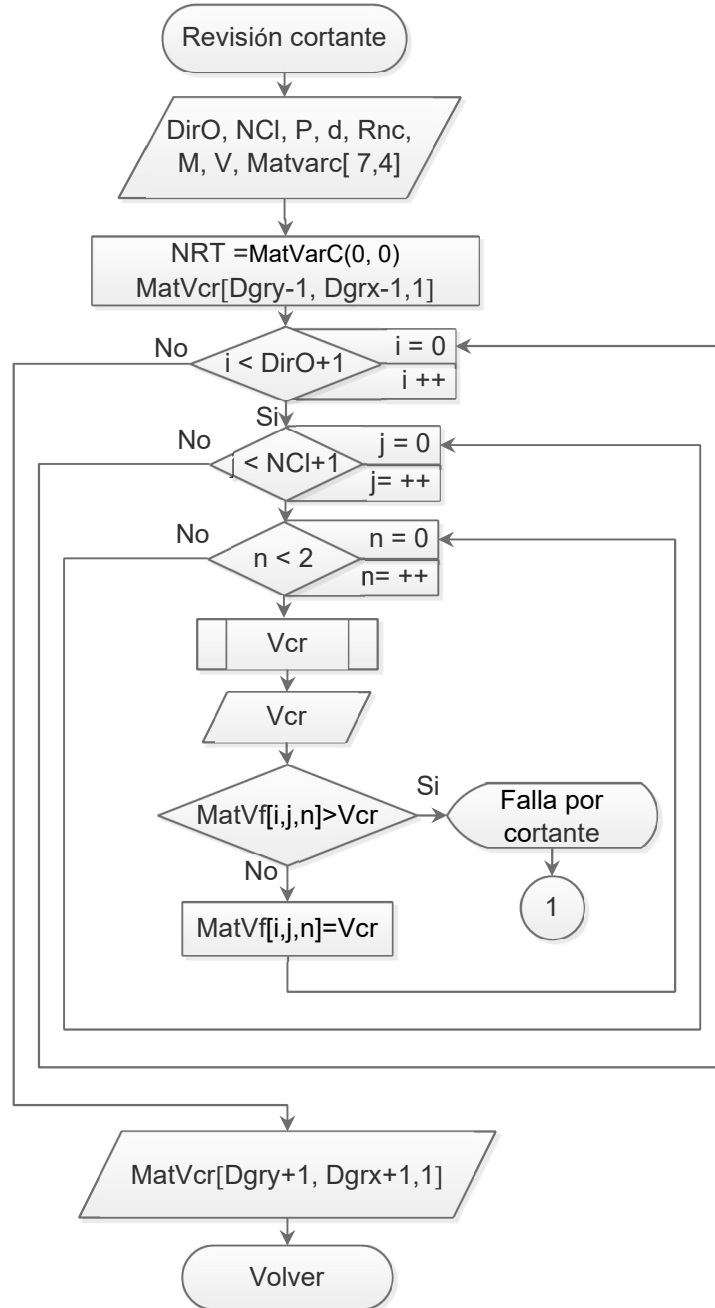 Revisión cortante
DirO, NCl, P, d, Rnc,
M, V, Matvarc[ 7,4]
NRT =MatVarC(0, 0)
MatVcr[Dgry-1, Dgrx-1,1]
No
i < DirO+1
i = 0
i ++
Si
No
j < NCl+1
j = 0
j= ++
No
n < 2
n = 0
n= ++
Vcr
Vcr
MatVf[i,j,n]>Vcr
Si
Falla por
cortante
No
1
MatVf[i,j,n]=Vcr
MatVcr[Dgry+1, Dgrx+1,1]
Volver